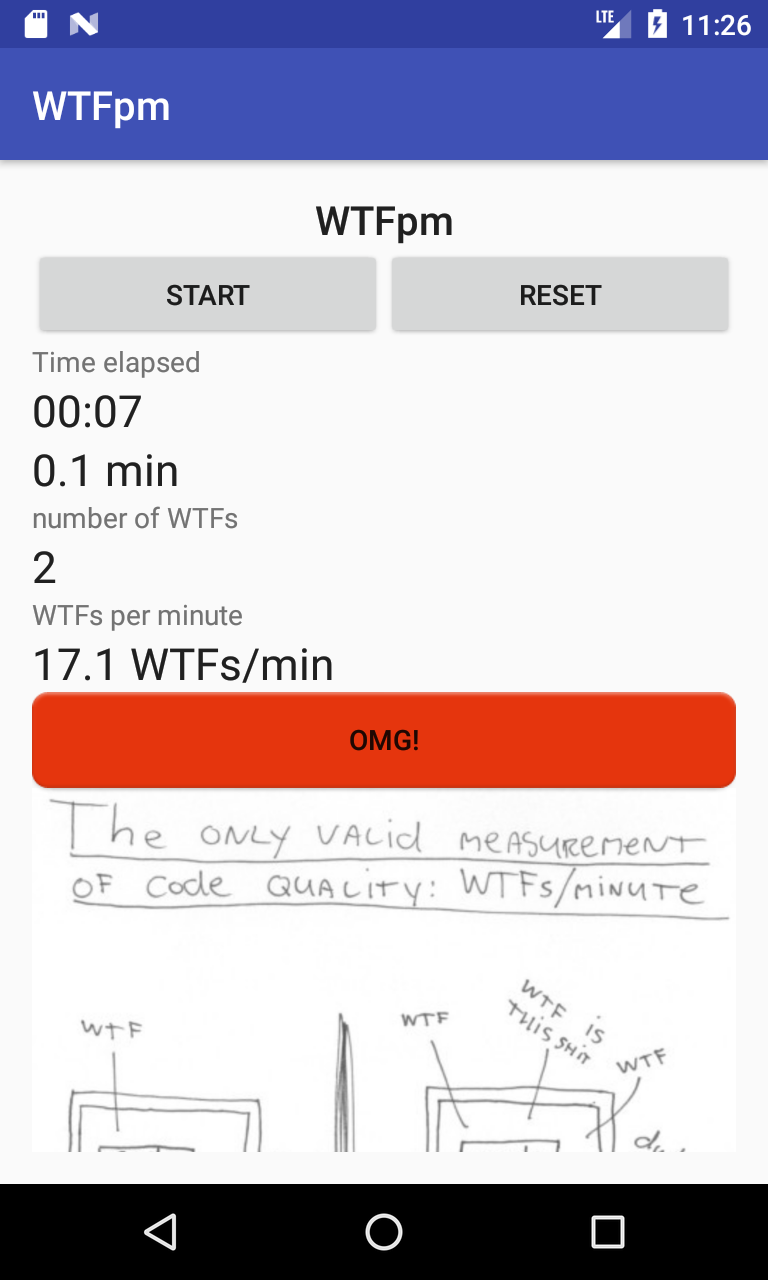 LTE 11:26
WTFpm
WTFpm
START RESET
Time elapsed
00:07
0.1 min
number of WTFs
2
WTFs per minute
17.1 WTFs/min
OMG!
The ONLY VALID MEASUREMENT
OF Code QUALITY: WTFs/MINUTE
WTF
WTF
WTF IS
THIS SHIT
WTF